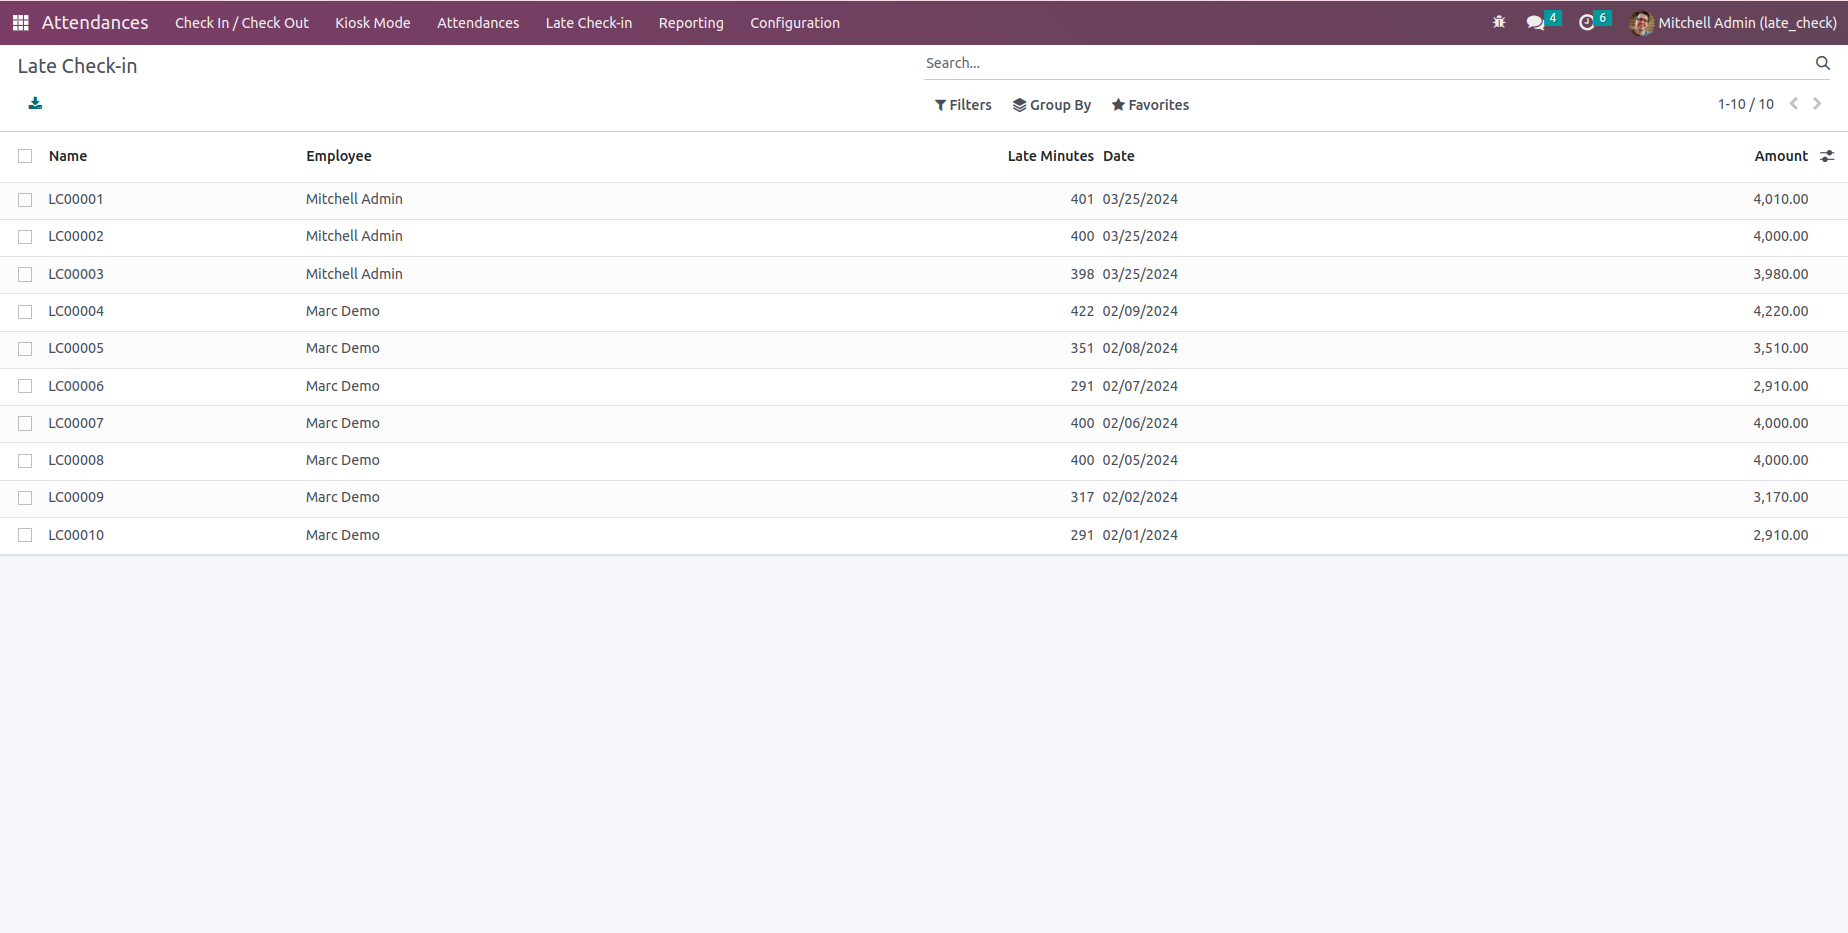 Attendances Check In / Check Out Kiosk Mode Attendances Late Check-in Reporting Configuration 4 6 Mitchell Admin (late_check)
Late Check-in Search...
Filters Group By Favorites 1-10 / 10
Name Employee Late Minutes Date Amount
LC00001 Mitchell Admin 401 03/25/2024 4,010.00
LC00002 Mitchell Admin 400 03/25/2024 4,000.00
LC00003 Mitchell Admin 398 03/25/2024 3,980.00
LC00004 Marc Demo 422 02/09/2024 4,220.00
LC00005 Marc Demo 351 02/08/2024 3,510.00
LC00006 Marc Demo 291 02/07/2024 2,910.00
LC00007 Marc Demo 400 02/06/2024 4,000.00
LC00008 Marc Demo 400 02/05/2024 4,000.00
LC00009 Marc Demo 317 02/02/2024 3,170.00
LC00010 Marc Demo 291 02/01/2024 2,910.00